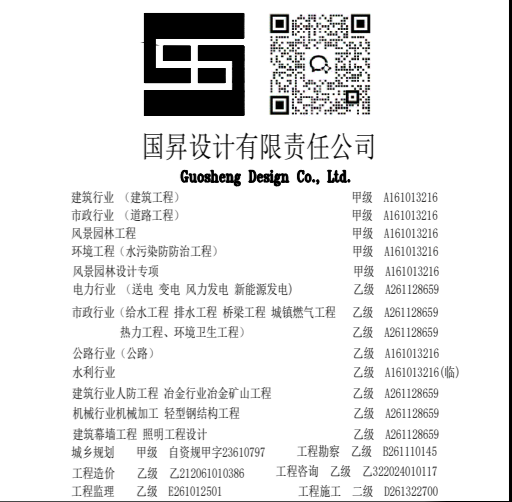 国昇设计有限责任公司
Guosheng Design Co., Ltd.
建筑行业 （建筑工程） 甲级 A161013216
市政行业 （道路工程） 甲级 A161013216
风景园林工程 甲级 A161013216
环境工程（水污染防防治工程） 甲级 A161013216
风景园林设计专项 甲级 A161013216
电力行业 （送电 变电 风力发电 新能源发电） 乙级 A261128659
市政行业（给水工程 排水工程 桥梁工程 城镇燃气工程 乙级 A261128659
热力工程、环境卫生工程） 乙级 A261128659
公路行业（公路） 乙级 A161013216
水利行业 乙级 A161013216(临)
建筑行业人防工程 冶金行业冶金矿山工程 乙级 A261128659
机械行业机械加工 轻型钢结构工程 乙级 A261128659
建筑幕墙工程 照明工程设计 乙级 A261128659
城乡规划 甲级 自资规甲字23610797 工程勘察 乙级 B261110145
工程造价 乙级 乙212061010386 工程咨询 乙级 乙322024010117
工程监理 乙级 E261012501 工程施工 二级 D261322700